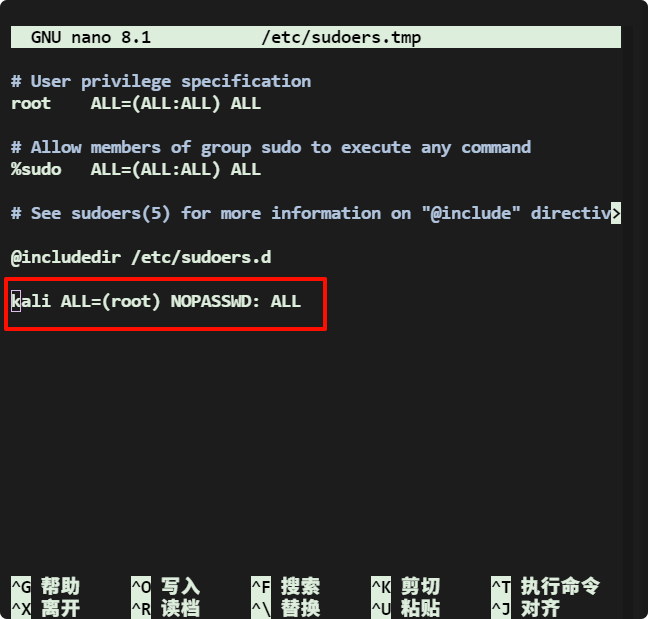 GNU nano 8.1 /etc/sudoers.tmp
# User privilege specification
root ALL=(ALL:ALL) ALL
# Allow members of group sudo to execute any command
%sudo ALL=(ALL:ALL) ALL
# See sudoers(5) for more information on "@include" directiv>
@includedir /etc/sudoers.d
kali ALL=(root) NOPASSWD: ALL
^G 帮助 ^O 写入 ^F 搜索 ^K 剪切 ^T 执行命令
^X 离开 ^R 读档 ^\ 替换 ^U 粘贴 ^J 对齐